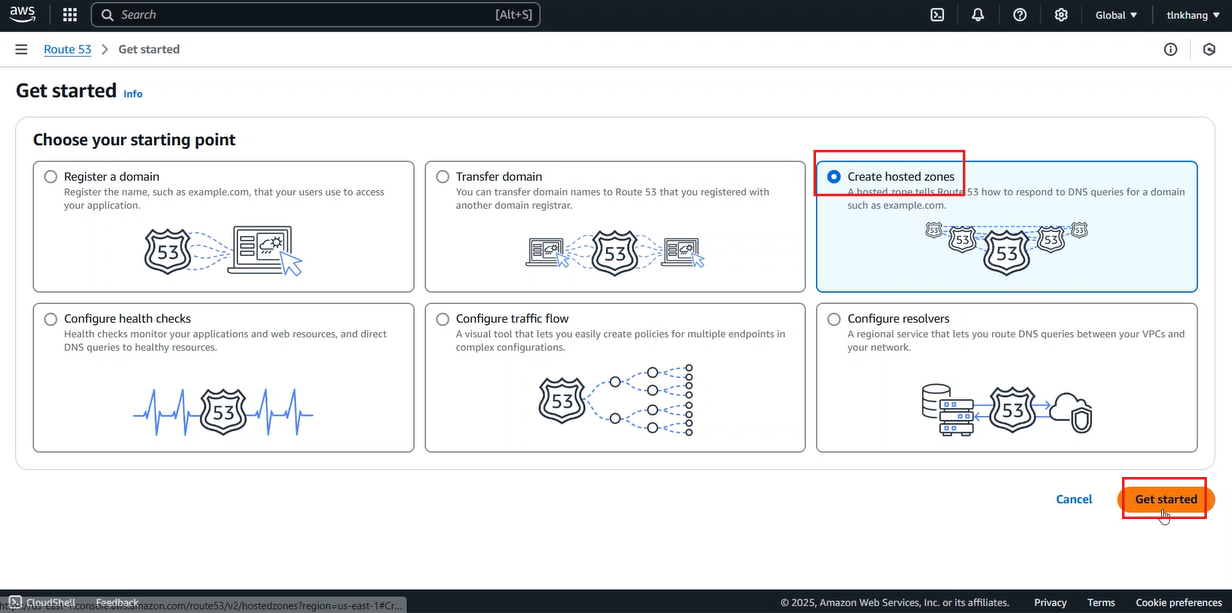 aws
Search
[Alt+S]
Global
tlnkhang
Route 53
Get started
Get started
Info
Choose your starting point
Register a domain
Register the name, such as example.com, that your users use to access
your application.
53
Transfer domain
You can transfer domain names to Route 53 that you registered with
another domain registrar.
53
Create hosted zones
A hosted zone tells Route 53 how to respond to DNS queries for a domain
such as example.com.
53 53 53 53 53
Configure health checks
Health checks monitor your applications and web resources, and direct
DNS queries to healthy resources.
53
Configure traffic flow
A visual tool that lets you easily create policies for multiple endpoints in
complex configurations.
53
Configure resolvers
A regional service that lets you route DNS queries between your VPCs and
your network.
53
Cancel
Get started
CloudShell
Feedback
https://us-east-1.console.aws.amazon.com/route53/v2/hostedzones?region=us-east-1#Cr...
© 2025, Amazon Web Services, Inc. or its affiliates.
Privacy
Terms
Cookie preferences